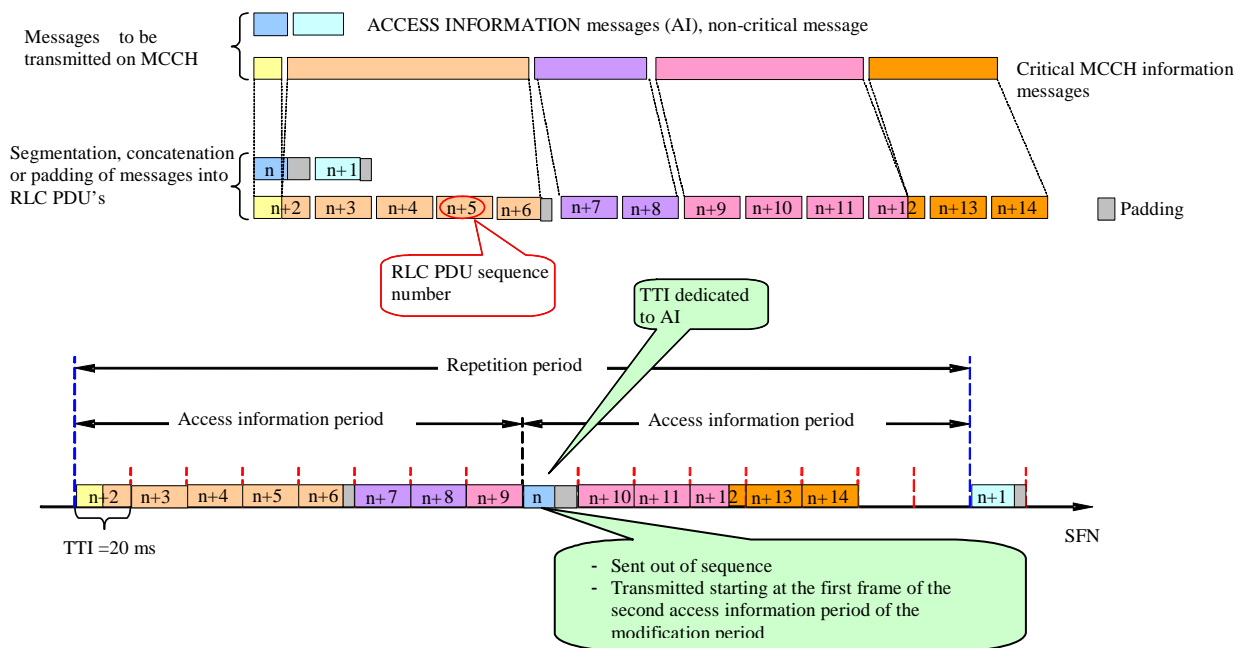 ACCESS INFORMATION messages (AI), non-critical message
Messages to be
transmitted on MCCH
Critical MCCH information
messages
Segmentation, concatenation
or padding of messages into
RLC PDU's
n
n+1
n+2
n+3
n+4
n+5
n+6
n+7
n+8
n+9
n+10
n+11
n+12
n+13
n+14
Padding
RLC PDU sequence
number
TTI dedicated
to AI
Repetition period
Access information period
Access information period
n+2
n+3
n+4
n+5
n+6
n+7
n+8
n+9
n
n+10
n+11
n+12
n+13
n+14
n+1
TTI =20 ms
SFN
- Sent out of sequence
- Transmitted starting at the first frame of the
second access information period of the
modification period